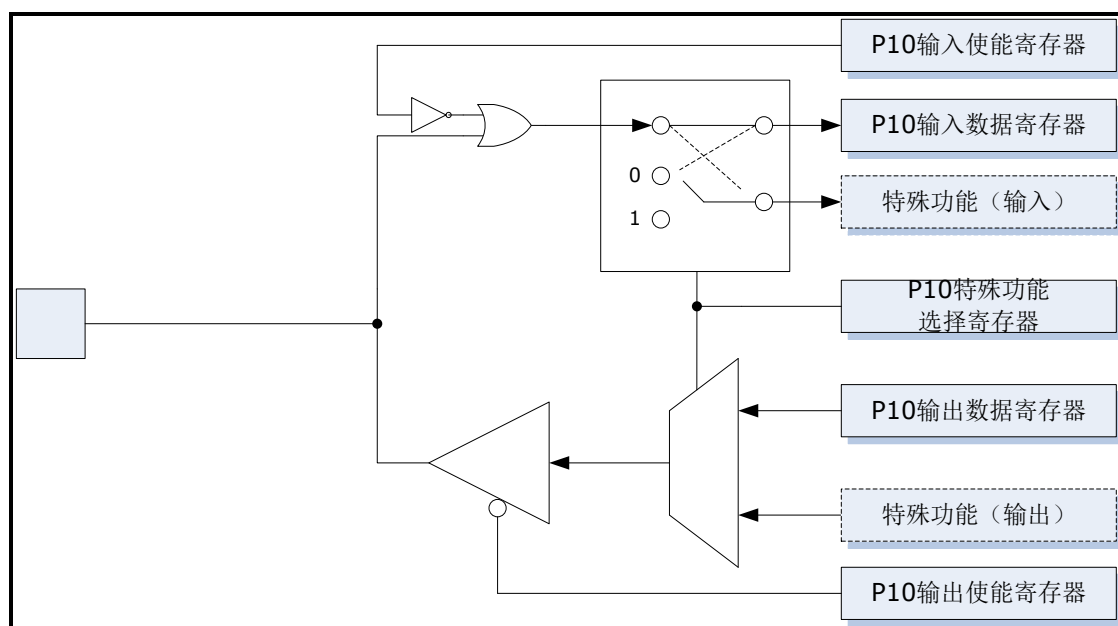 P10输入使能寄存器
P10输入数据寄存器
0
特殊功能（输入）
1
P10特殊功能
选择寄存器
P10输出数据寄存器
特殊功能（输出）
P10输出使能寄存器